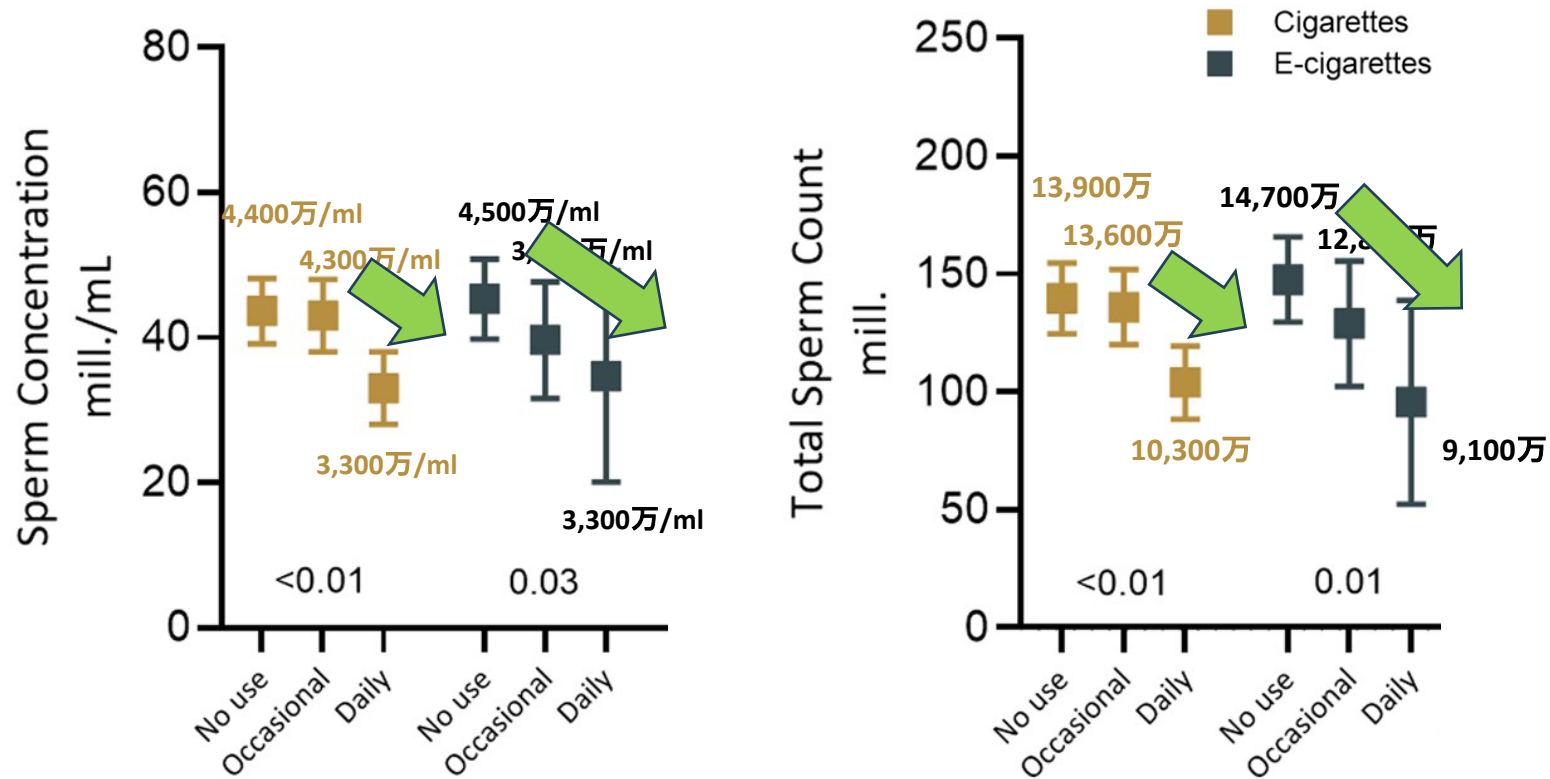 Sperm Concentration
mill./mL
80
60
40
20
0
4,400万/ml
4,300万/ml
3,300万/ml
4,500万/ml
3,300万/ml
<0.01
0.03
No use
Occasional
Daily
No use
Occasional
Daily
Cigarettes
E-cigarettes
Total Sperm Count
mill.
250
200
150
100
50
0
13,900万
13,600万
10,300万
14,700万
9,100万
<0.01
0.01
No use
Occasional
Daily
No use
Occasional
Daily